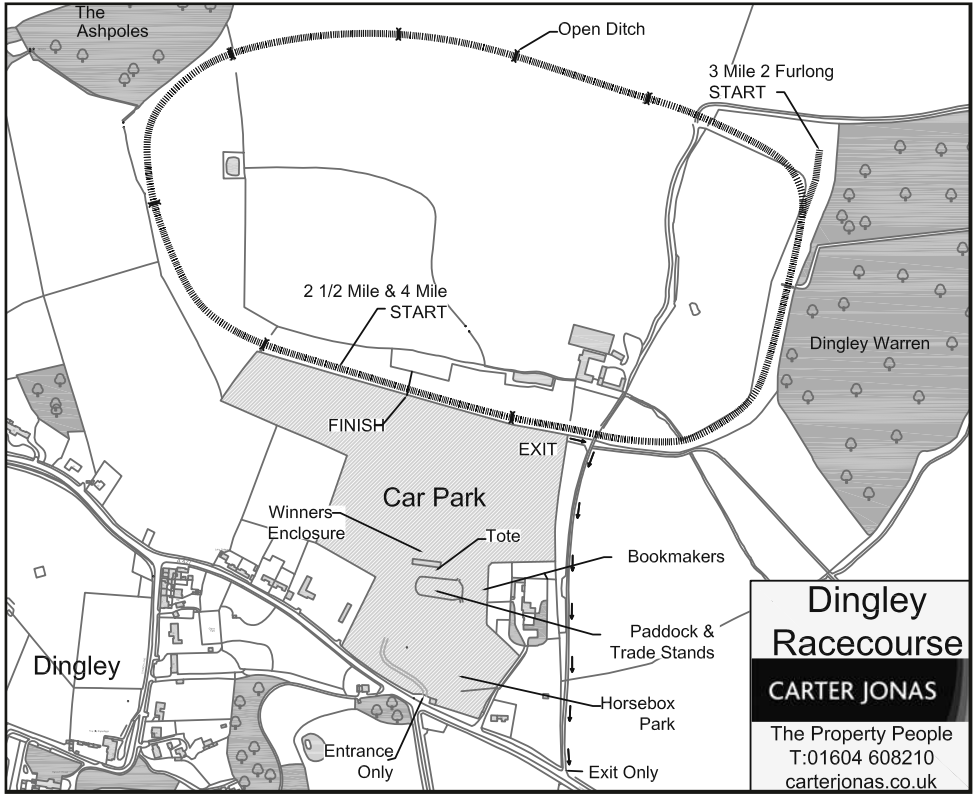 The
Ashpoles
Open Ditch
3 Mile 2 Furlong
START
2 1/2 Mile & 4 Mile
START
Dingley Warren
FINISH
EXIT
Car Park
Winners
Enclosure
Tote
Bookmakers
Paddock &
Trade Stands
Dingley
Horsebox
Park
Entrance
Only
Exit Only
Dingley
Racecourse
CARTER JONAS
The Property People
T:01604 608210
carterjonas.co.uk